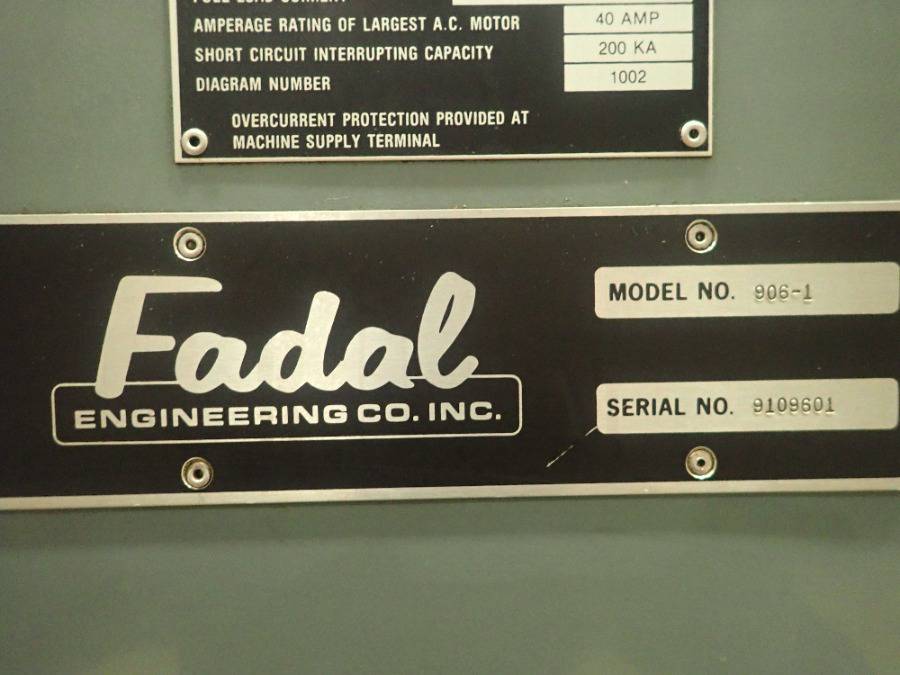 AMPERAGE RATING OF LARGEST A.C. MOTOR 40 AMP
SHORT CIRCUIT INTERRUPTING CAPACITY 200 KA
DIAGRAM NUMBER 1002
OVERCURRENT PROTECTION PROVIDED AT
MACHINE SUPPLY TERMINAL
Fadal
ENGINEERING CO. INC.
MODEL NO. 906-1
SERIAL NO. 9109601